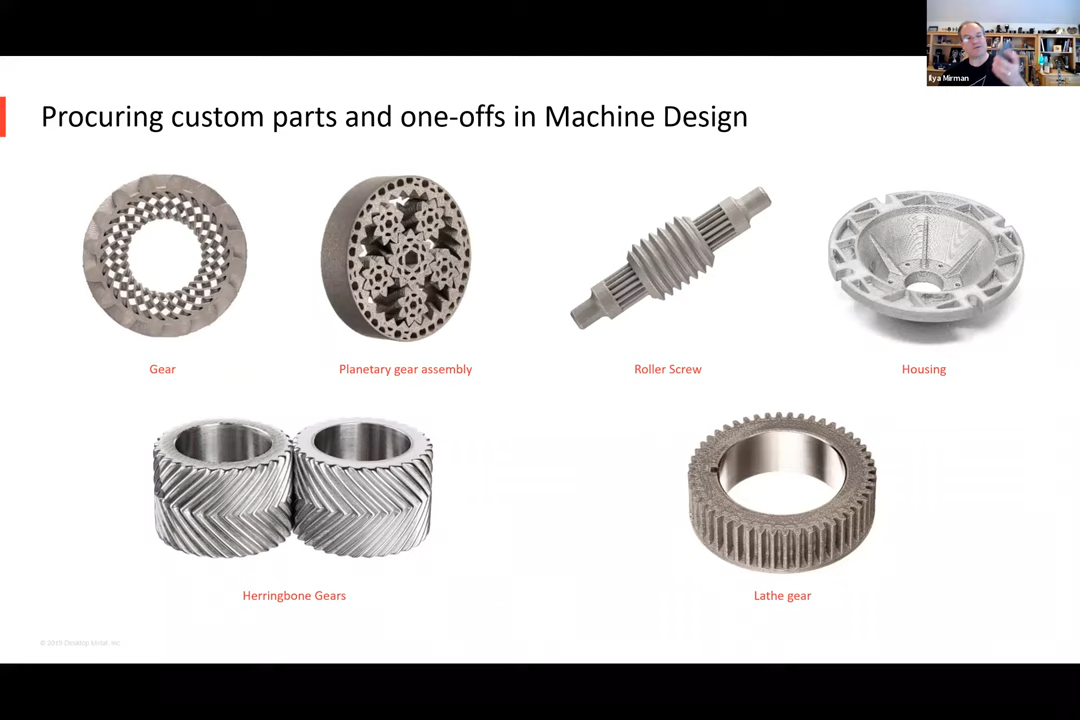 Ilya Mirman
Procuring custom parts and one-offs in Machine Design
Gear
Planetary gear assembly
Roller Screw
Housing
Herringbone Gears
Lathe gear
© 2019 Desktop Metal, Inc